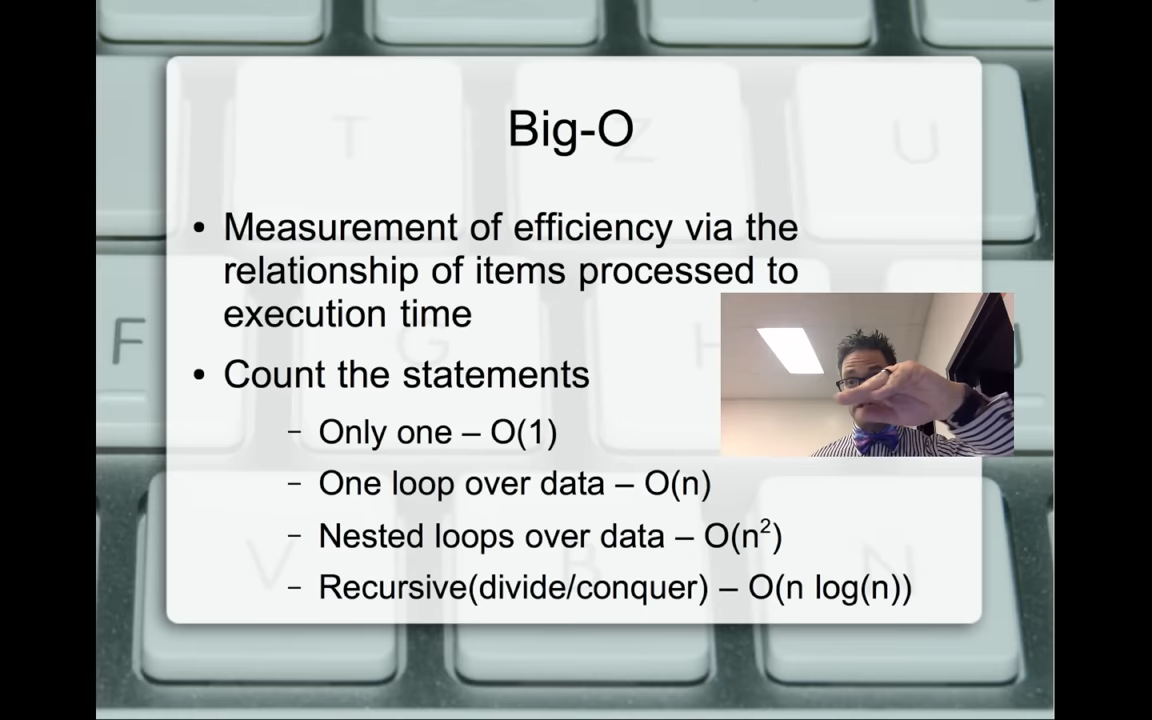 Big-O
• Measurement of efficiency via the
relationship of items processed to
execution time
• Count the statements
– Only one – O(1)
– One loop over data – O(n)
– Nested loops over data – O(n²)
– Recursive(divide/conquer) – O(n log(n))
T
Z
U
F
G
H
J
V
B
N